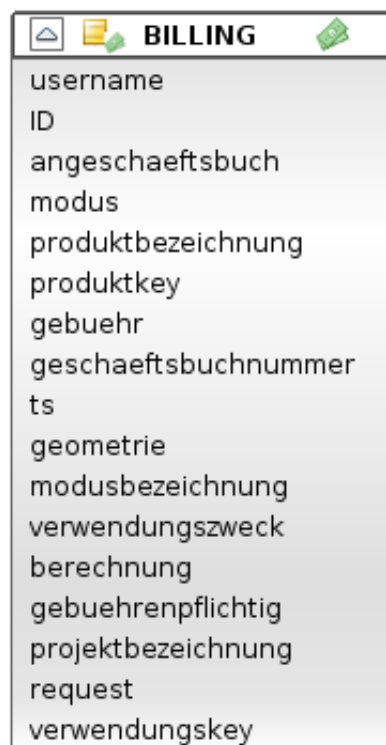 BILLING
username
ID
angeschaeftsbuch
modus
produktbezeichnung
produktkey
gebuehr
geschaeftsbuchnummer
ts
geometrie
modusbezeichnung
verwendungszweck
berechnung
gebuehrenpflichtig
projektbezeichnung
request
verwendungskey